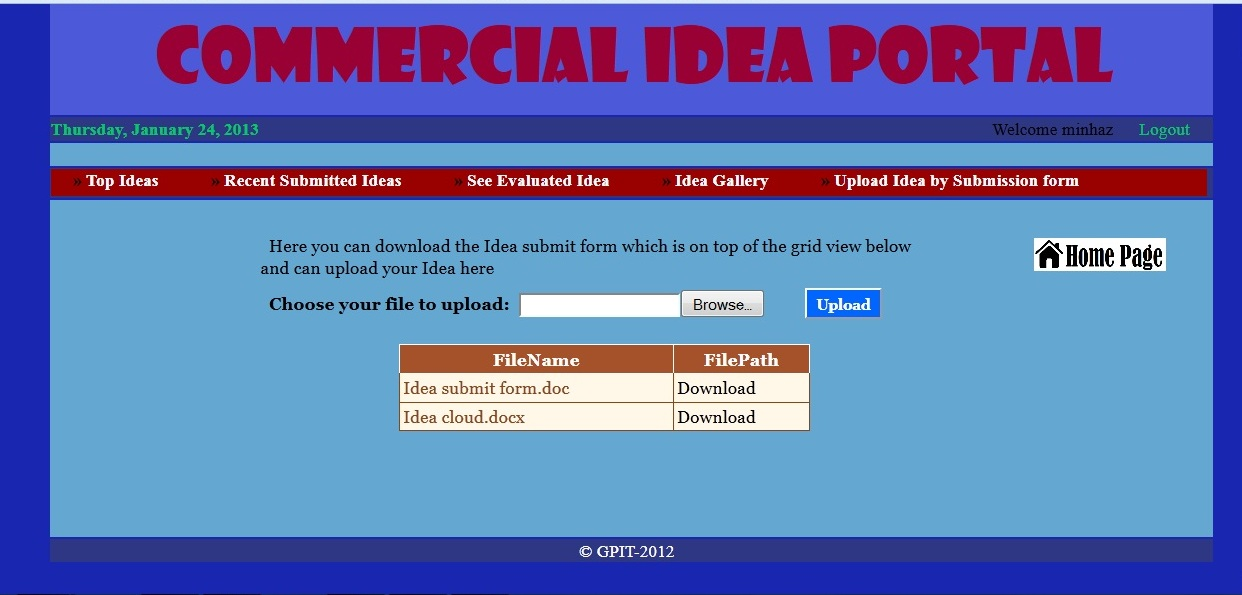 COMMERCIAL IDEA PORTAL
Thursday, January 24, 2013 Welcome minhaz Logout
» Top Ideas » Recent Submitted Ideas » See Evaluated Idea » Idea Gallery » Upload Idea by Submission form
Here you can download the Idea submit form which is on top of the grid view below
and can upload your Idea here
Home Page
Choose your file to upload: Browse... Upload
FileName FilePath
Idea submit form.doc Download
Idea cloud.docx Download
© GPIT-2012